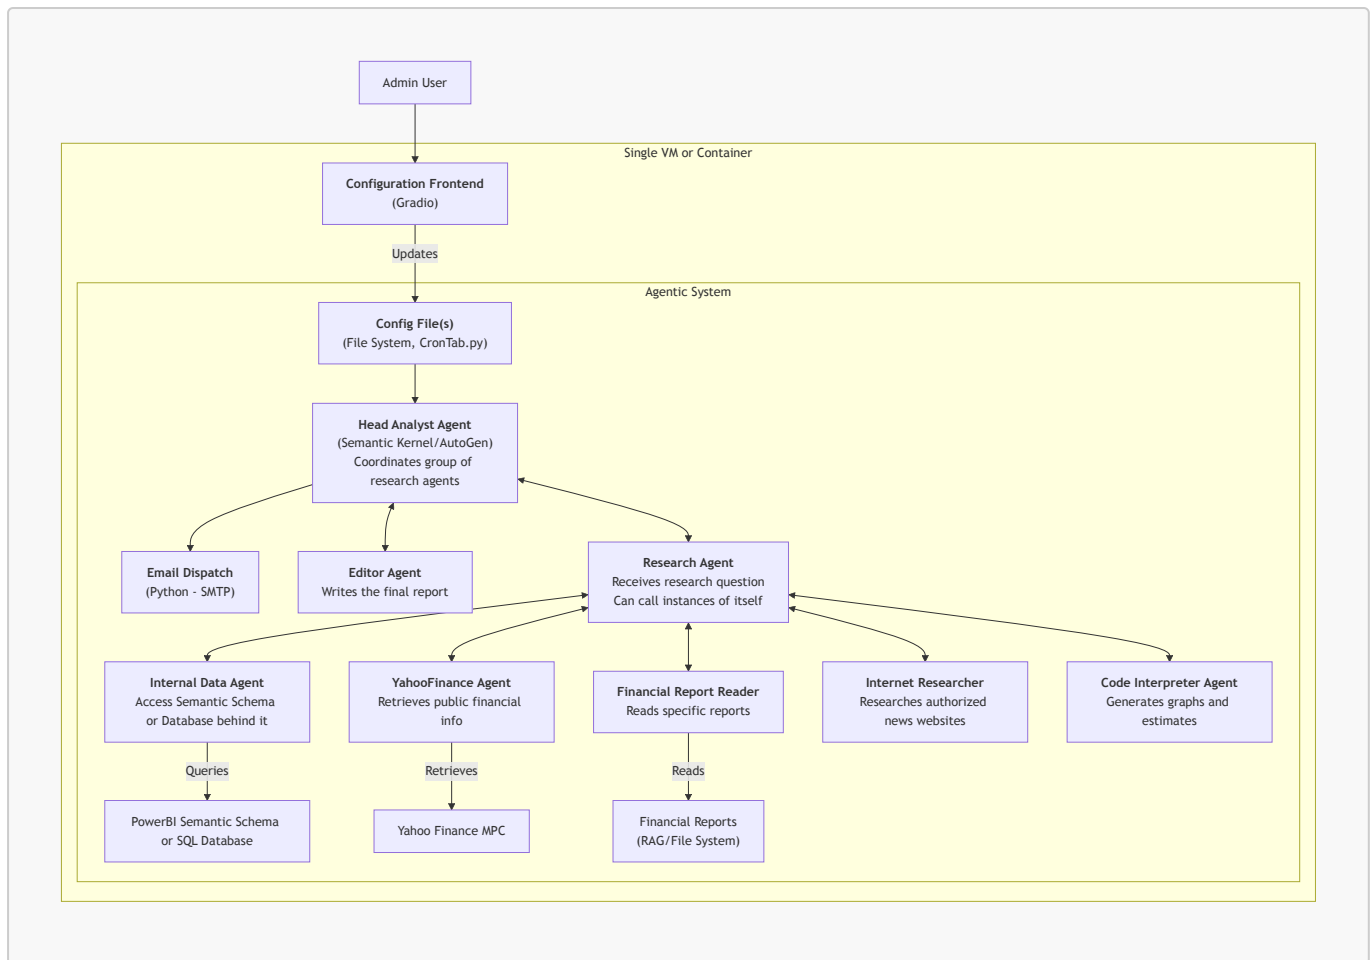 Admin User
Single VM or Container
Configuration Frontend
(Gradio)
Updates
Agentic System
Config File(s)
(File System, CronTab.py)
Head Analyst Agent
(Semantic Kernel/AutoGen)
Coordinates group of
research agents
Email Dispatch
(Python - SMTP)
Editor Agent
Writes the final report
Research Agent
Receives research question
Can call instances of itself
Internal Data Agent
Access Semantic Schema
or Database behind it
YahooFinance Agent
Retrieves public financial
info
Financial Report Reader
Reads specific reports
Internet Researcher
Researches authorized
news websites
Code Interpreter Agent
Generates graphs and
estimates
Queries
Retrieves
Reads
PowerBI Semantic Schema
or SQL Database
Yahoo Finance MPC
Financial Reports
(RAG/File System)